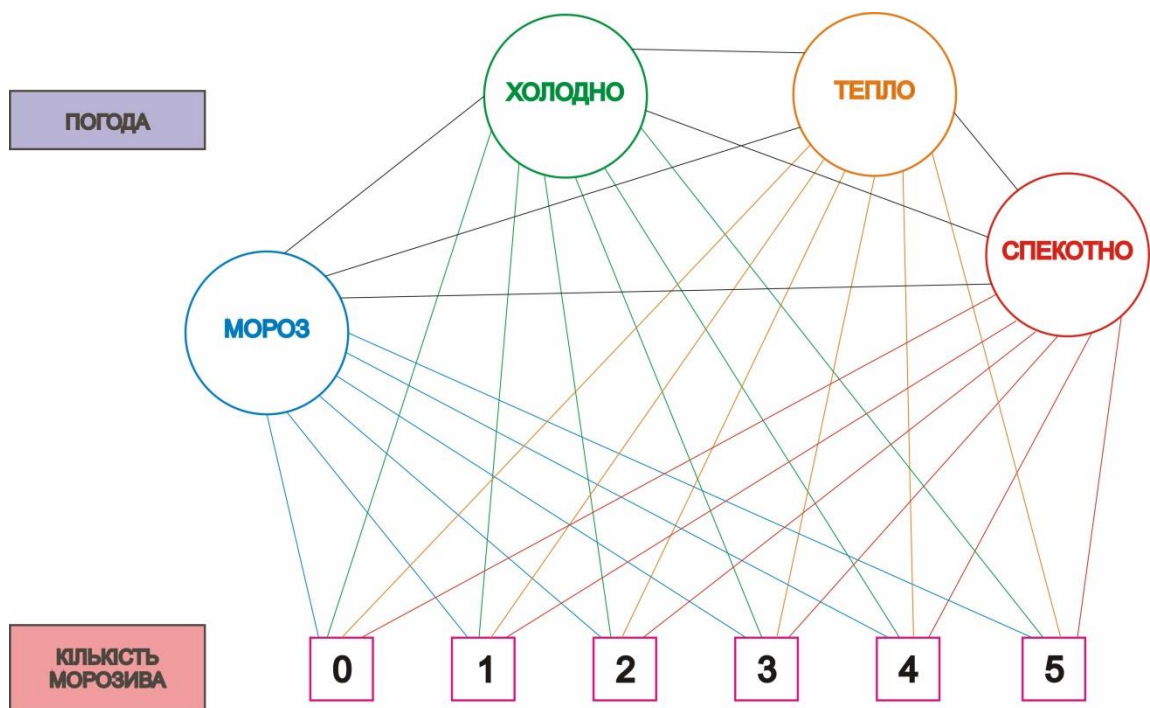 ХОЛОДНО
ТЕПЛО
ПОГОДА
СПЕКОТНО
МОРОЗ
КІЛЬКІСТЬ
МОРОЗИВА
0 1 2 3 4 5